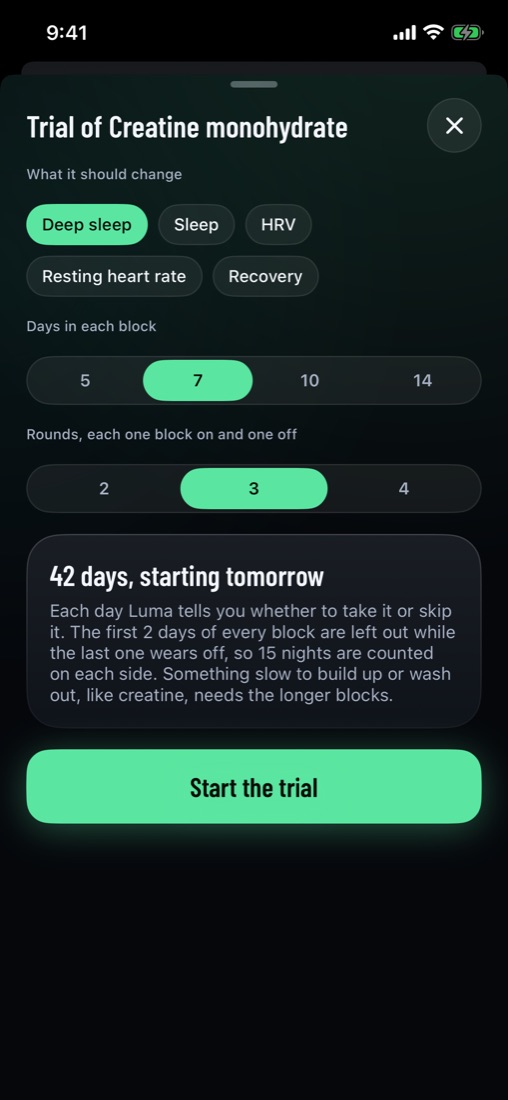 9:41
Trial of Creatine monohydrate
What it should change
Deep sleep
Sleep
HRV
Resting heart rate
Recovery
Days in each block
5
7
10
14
Rounds, each one block on and one off
2
3
4
42 days, starting tomorrow
Each day Luma tells you whether to take it or skip
it. The first 2 days of every block are left out while
the last one wears off, so 15 nights are counted
on each side. Something slow to build up or wash
out, like creatine, needs the longer blocks.
Start the trial